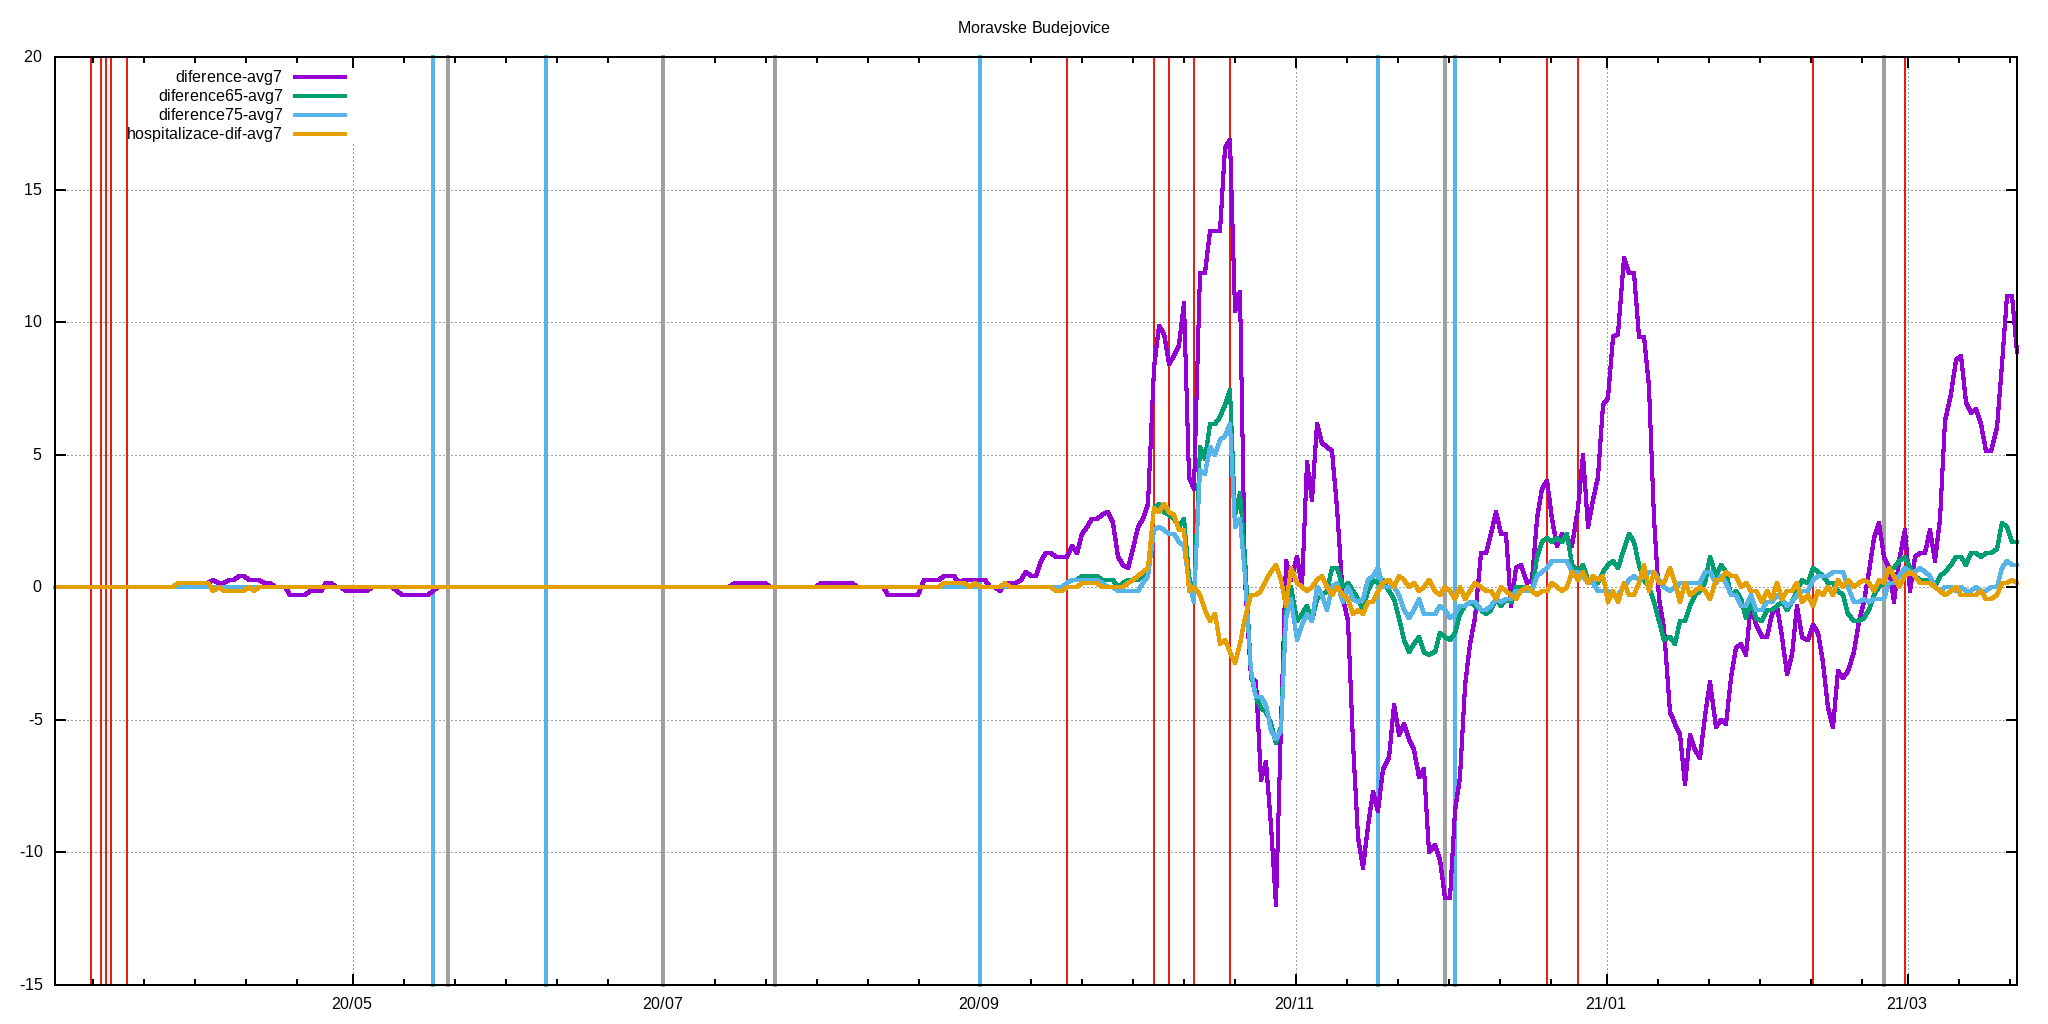 Moravske Budejovice
20
15
10
5
0
-5
-10
-15
diference-avg7
diference65-avg7
diference75-avg7
hospitalizace-dif-avg7
20/05
20/07
20/09
20/11
21/01
21/03